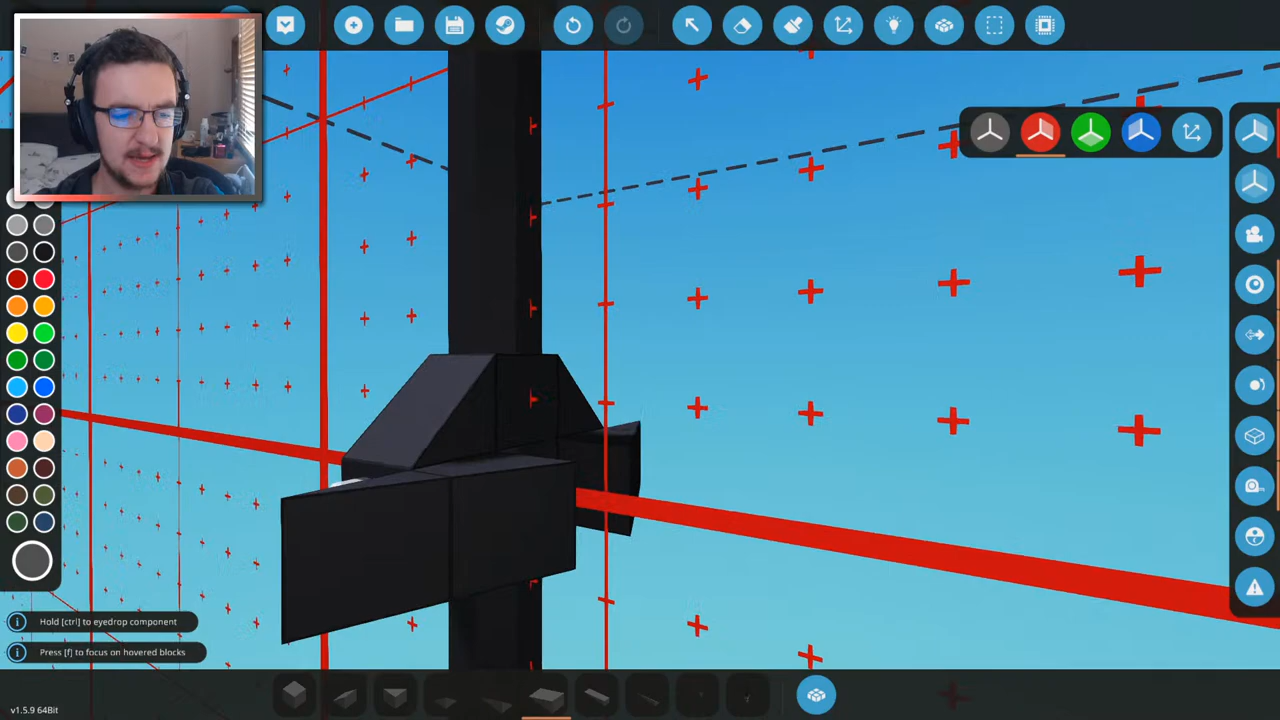 Hold [ctrl] to eyedrop component
Press [f] to focus on hovered blocks
v1.5.9 64Bit